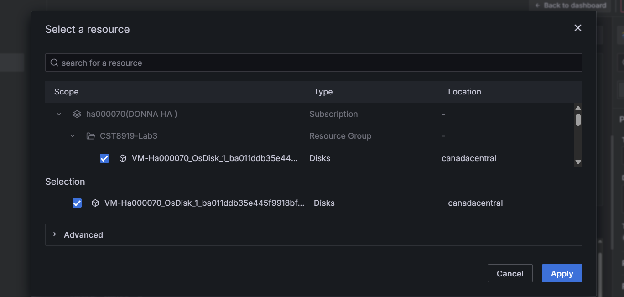 Back to dashboard
Select a resource
search for a resource
Scope Type Location
ha000070(DONNA HA ) Subscription -
CST8919-Lab3 Resource Group -
VM-Ha000070_OsDisk_1_ba011ddb35e44... Disks canadacentral
Selection
VM-Ha000070_OsDisk_1_ba011ddb35e445f9918bf... Disks canadacentral
Advanced
Cancel Apply